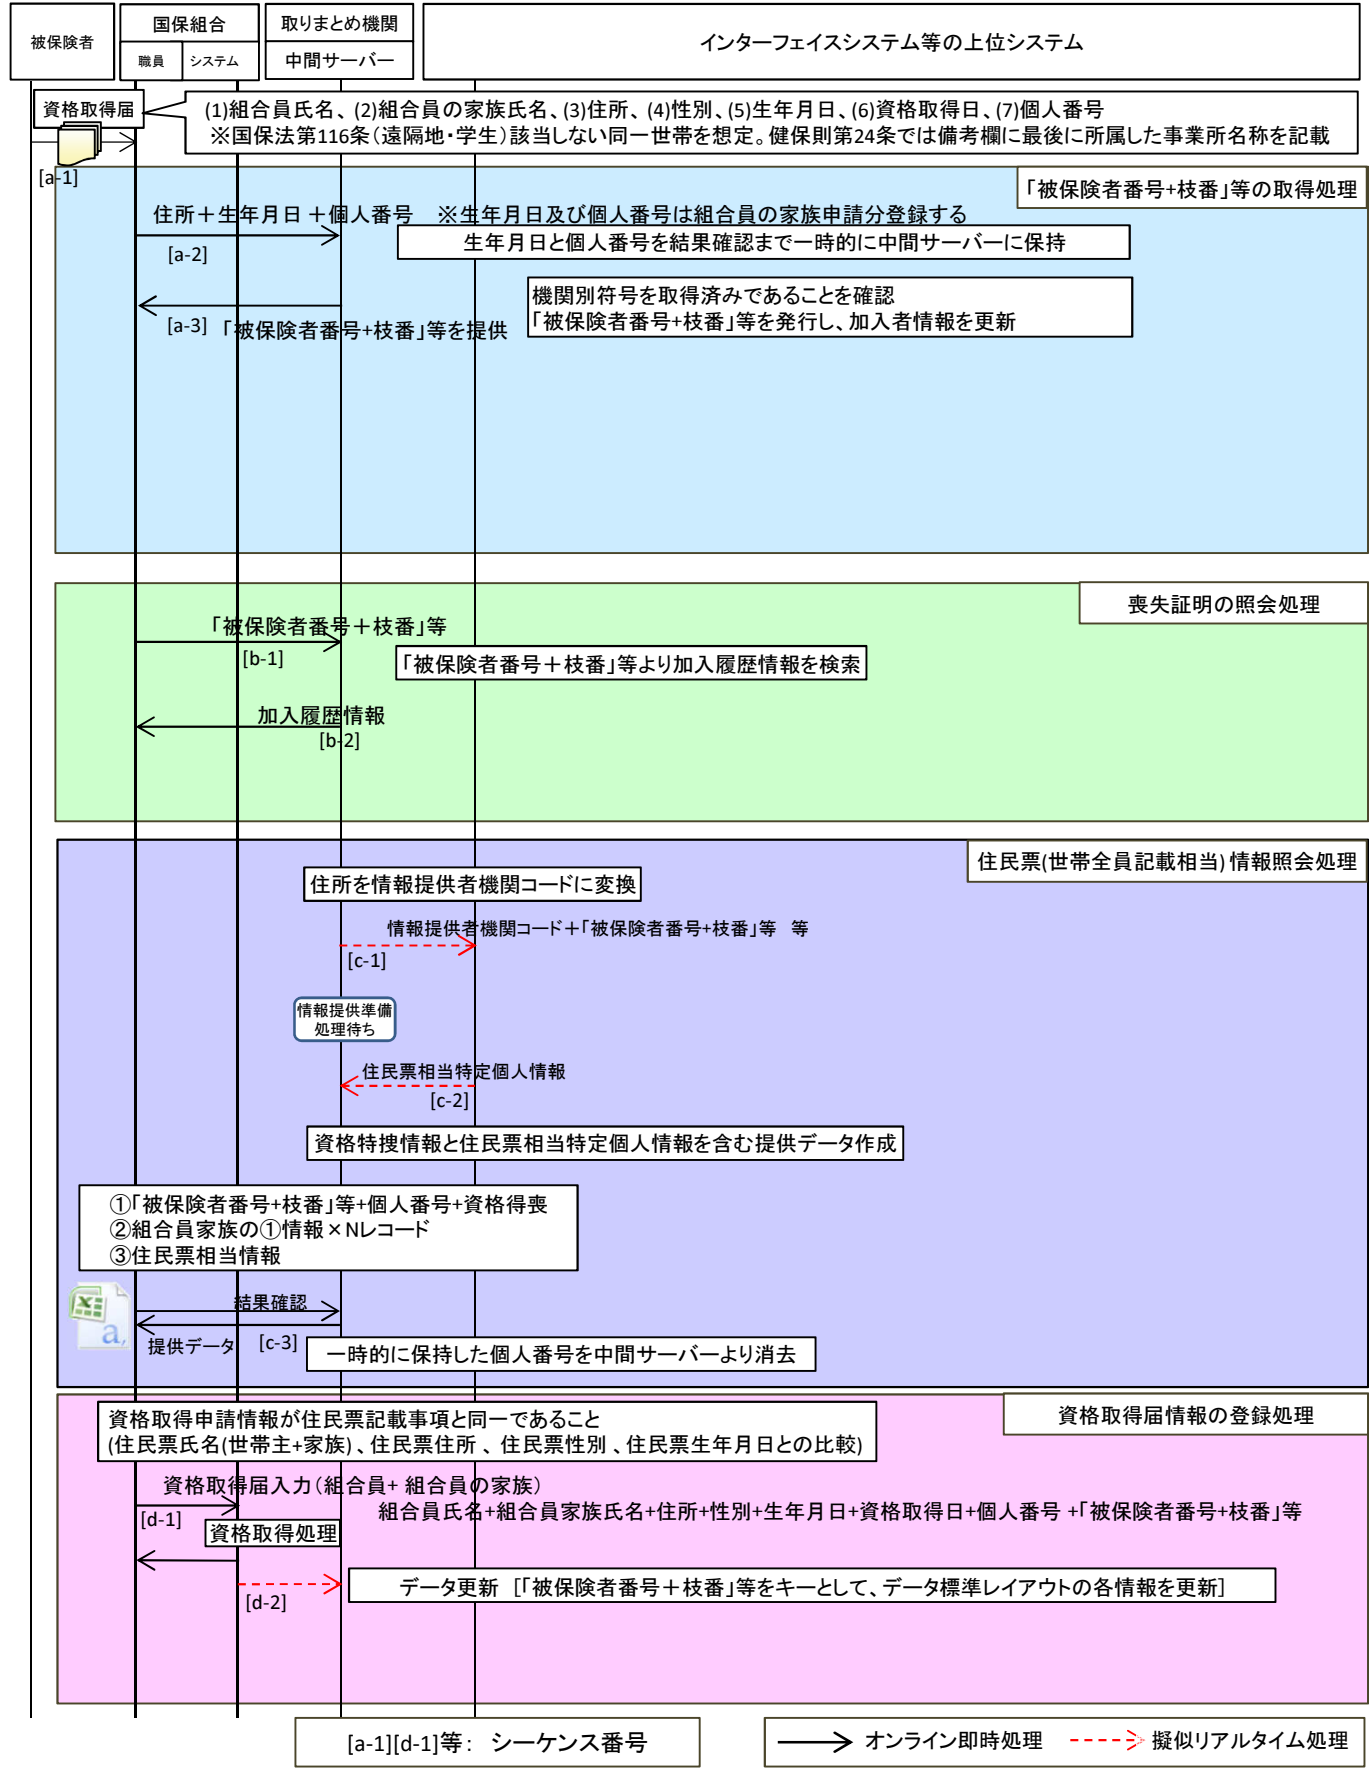 被保険者
国保組合
職員
システム
取りまとめ機関
中間サーバー
インターフェイスシステム等の上位システム
資格取得届
(1)組合員氏名、(2)組合員の家族氏名、(3)住所、(4)性別、(5)生年月日、(6)資格取得日、(7)個人番号
※国保法第116条（遠隔地・学生）該当しない同一世帯を想定。健保則第24条では備考欄に最後に所属した事業所名称を記載
[a-1]
「被保険者番号+枝番」等の取得処理
住所＋生年月日＋個人番号　※生年月日及び個人番号は組合員の家族申請分登録する
[a-2]
生年月日と個人番号を結果確認まで一時的に中間サーバーに保持
機関別符号を取得済みであることを確認
「被保険者番号+枝番」等を発行し、加入者情報を更新
[a-3]
「被保険者番号+枝番」等を提供
喪失証明の照会処理
「被保険者番号＋枝番」等
[b-1]
「被保険者番号＋枝番」等より加入履歴情報を検索
加入履歴情報
[b-2]
住民票(世帯全員記載相当)情報照会処理
住所を情報提供者機関コードに変換
情報提供者機関コード＋「被保険者番号+枝番」等　等
[c-1]
情報提供準備
処理待ち
住民票相当特定個人情報
[c-2]
資格特捜情報と住民票相当特定個人情報を含む提供データ作成
①「被保険者番号+枝番」等+個人番号+資格得喪
②組合員家族の①情報×Nレコード
③住民票相当情報
a,
結果確認
提供データ
[c-3]
一時的に保持した個人番号を中間サーバーより消去
資格取得届情報の登録処理
資格取得申請情報が住民票記載事項と同一であること
(住民票氏名(世帯主+家族)、住民票住所、住民票性別、住民票生年月日との比較)
資格取得届入力（組合員+ 組合員の家族）
[d-1]
組合員氏名+組合員家族氏名+住所+性別+生年月日+資格取得日+個人番号 +「被保険者番号+枝番」等
資格取得処理
[d-2]
データ更新　[「被保険者番号＋枝番」等をキーとして、データ標準レイアウトの各情報を更新]
[a-1][d-1]等：　シーケンス番号
オンライン即時処理
擬似リアルタイム処理